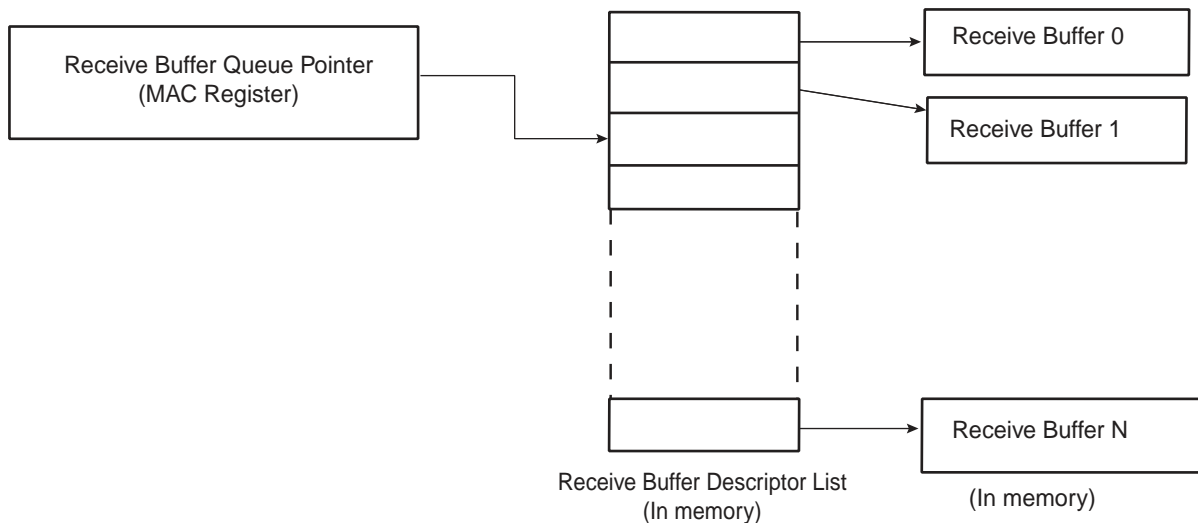 Receive Buffer Queue Pointer
(MAC Register)
Receive Buffer 0
Receive Buffer 1
Receive Buffer N
Receive Buffer Descriptor List
(In memory)
(In memory)